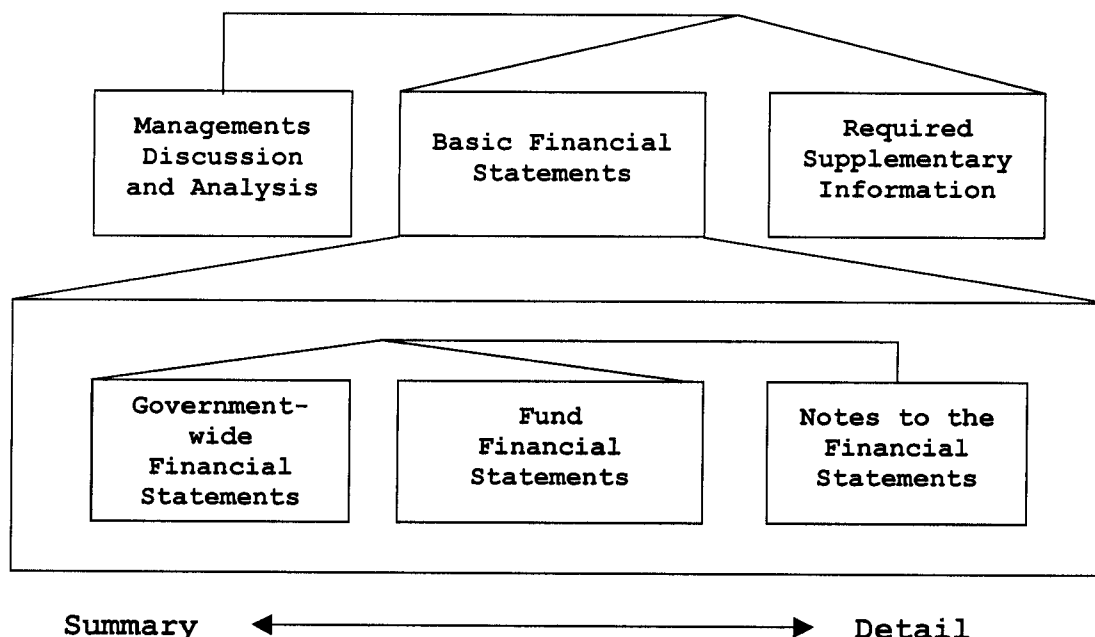 Managements
Discussion
and Analysis
Basic Financial
Statements
Required
Supplementary
Information
Government-
wide
Financial
Statements
Fund
Financial
Statements
Notes to the
Financial
Statements
Summary
Detail